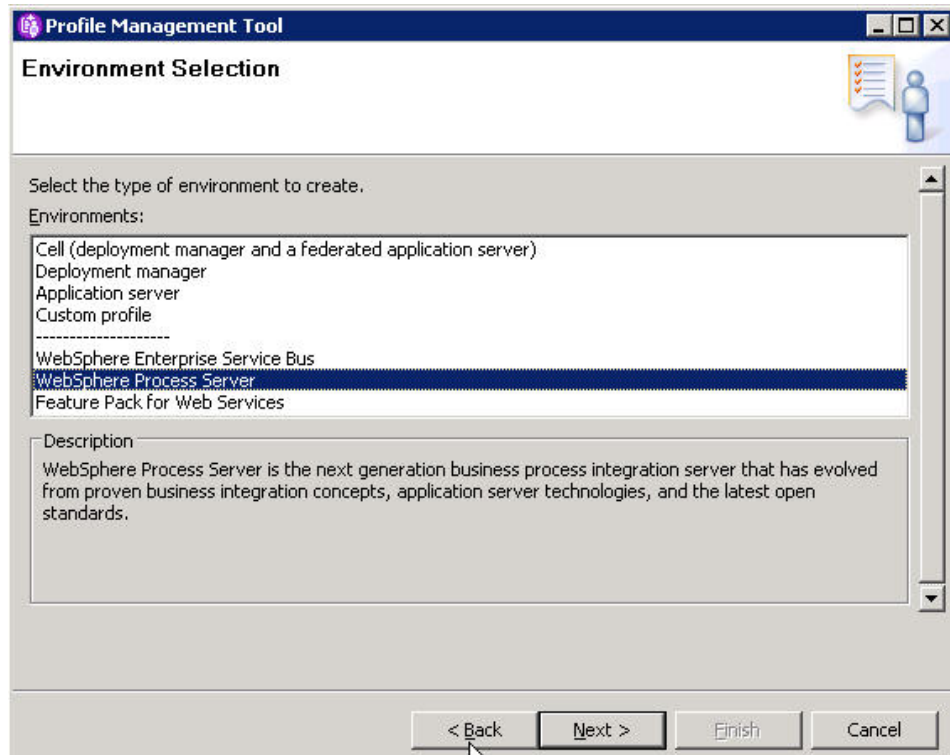 Profile Management Tool
Environment Selection
Select the type of environment to create.
Environments:
Cell (deployment manager and a federated application server)
Deployment manager
Application server
Custom profile
--------------------
WebSphere Enterprise Service Bus
WebSphere Process Server
Feature Pack for Web Services
Description
WebSphere Process Server is the next generation business process integration server that has evolved
from proven business integration concepts, application server technologies, and the latest open
standards.
< Back Next > Finish Cancel